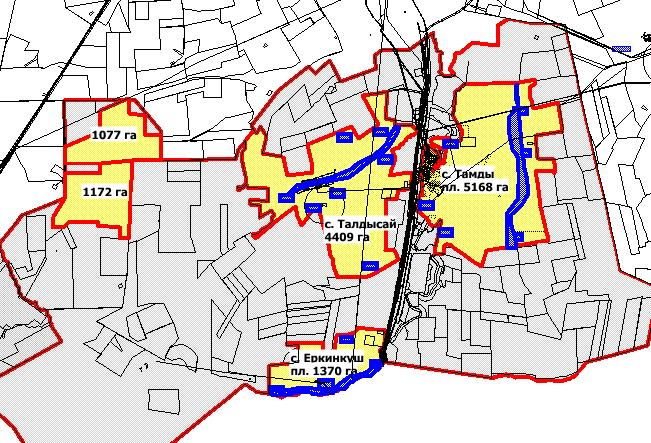 1077 га
1172 га
с. Тамды
пл. 5168 га
с. Талдысай
4409 га
с. Еркинкуш
пл. 1370 га